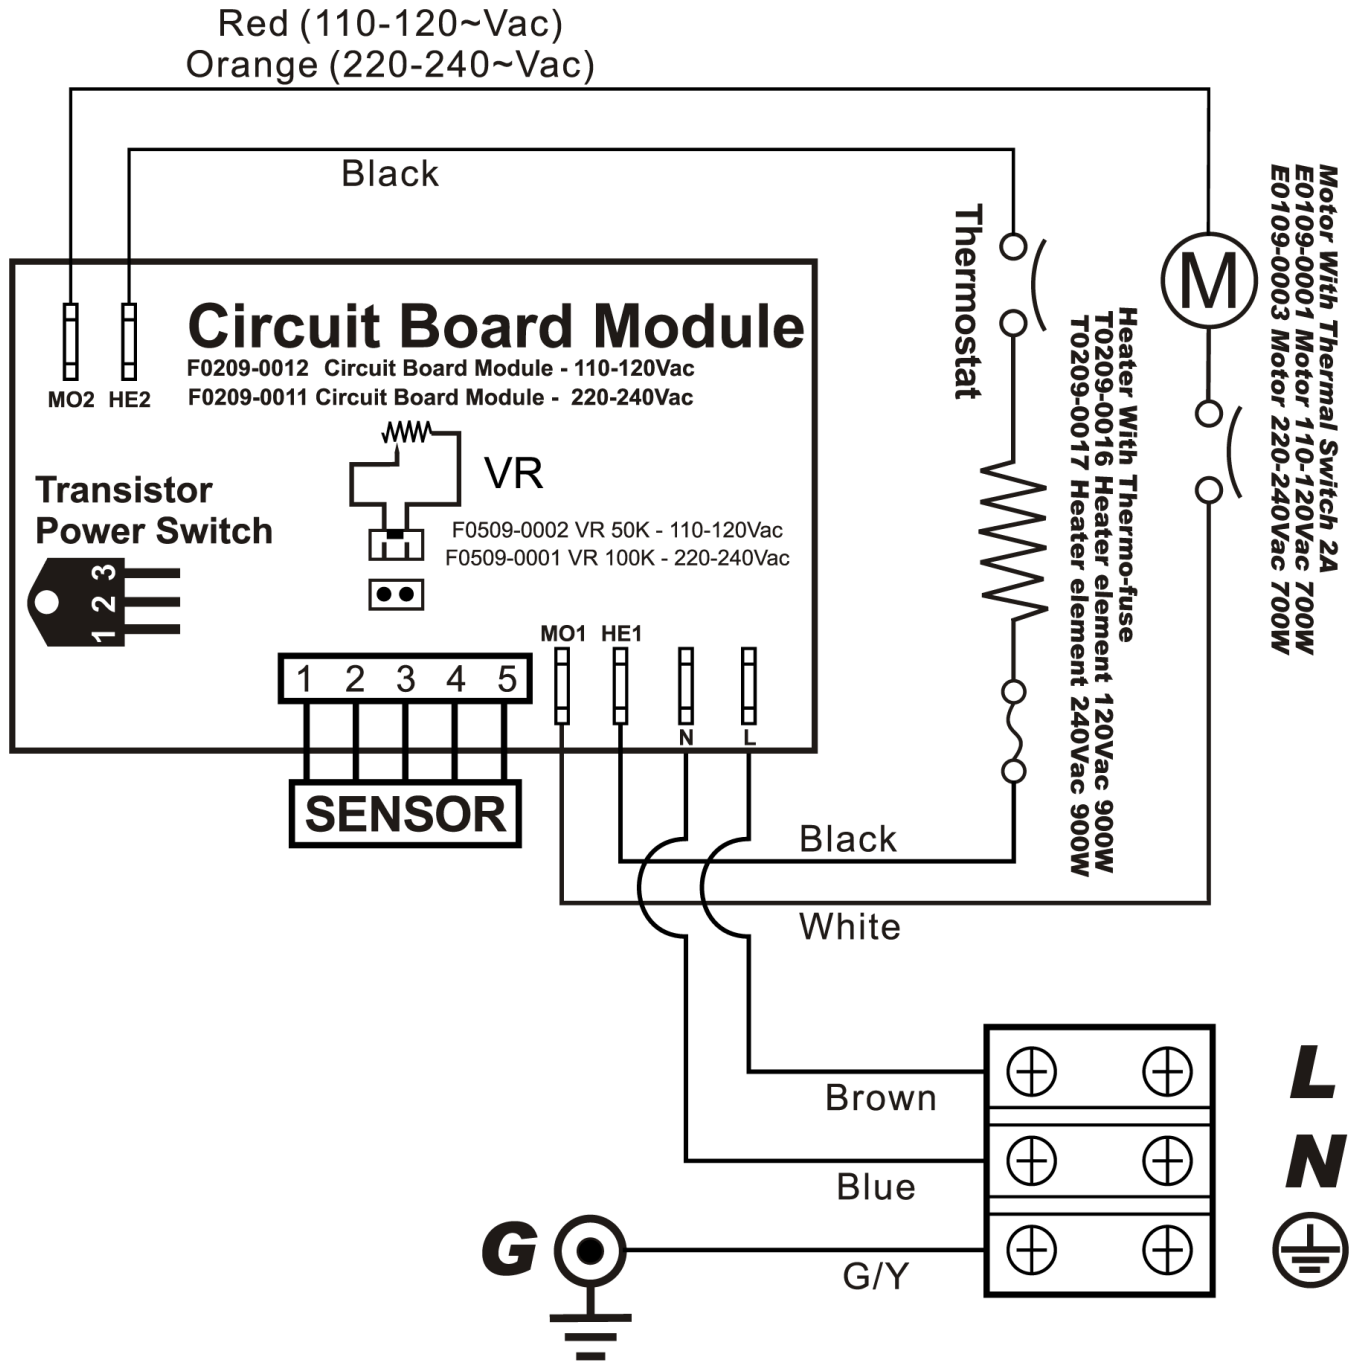 Red (110-120~Vac)
Orange (220-240~Vac)
Black
Circuit Board Module
F0209-0012 Circuit Board Module - 110-120Vac
F0209-0011 Circuit Board Module - 220-240Vac
MO2 HE2
VR
F0509-0002 VR 50K - 110-120Vac
F0509-0001 VR 100K - 220-240Vac
Transistor
Power Switch
3
2
1
MO1 HE1
N L
1 2 3 4 5
SENSOR
Thermostat
Heater With Thermo-fuse
T0209-0016 Heater element 120Vac 900W
T0209-0017 Heater element 240Vac 900W
M
Motor With Thermal Switch 2A
E0109-0001 Motor 110-120Vac 700W
E0109-0003 Motor 220-240Vac 700W
Black
White
Brown
L
Blue
N
G
G/Y